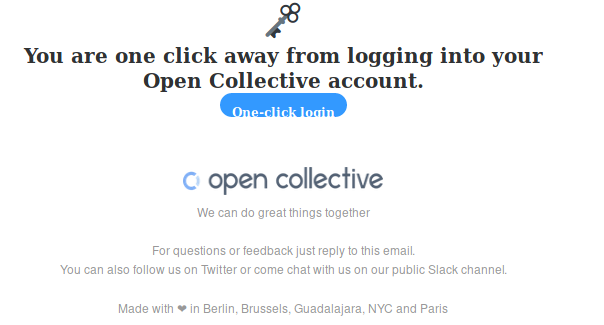 You are one click away from logging into your
Open Collective account.
One-click login
open collective
We can do great things together
For questions or feedback just reply to this email.
You can also follow us on Twitter or come chat with us on our public Slack channel.
Made with ❤ in Berlin, Brussels, Guadalajara, NYC and Paris